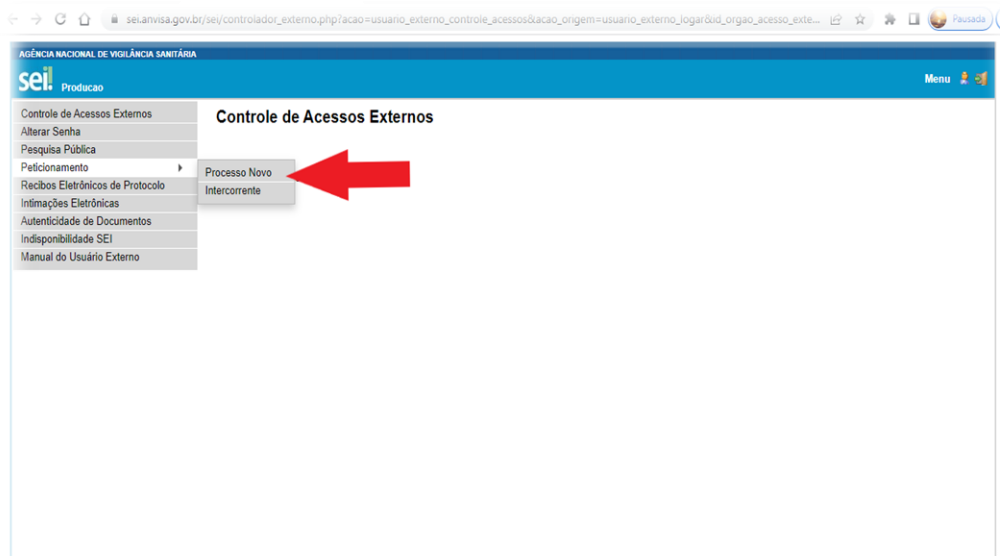 sei.anvisa.gov.br/sei/controlador_externo.php?acao=usuario_externo_controle_acessos&acao_origem=usuario_externo_logar&id_orgao_acesso_exte...
Pausada
AGÊNCIA NACIONAL DE VIGILÂNCIA SANITÁRIA
sei! Producao
Menu
Controle de Acessos Externos
Controle de Acessos Externos
Alterar Senha
Pesquisa Pública
Peticionamento
Processo Novo
Recibos Eletrônicos de Protocolo
Intercorrente
Intimações Eletrônicas
Autenticidade de Documentos
Indisponibilidade SEI
Manual do Usuário Externo